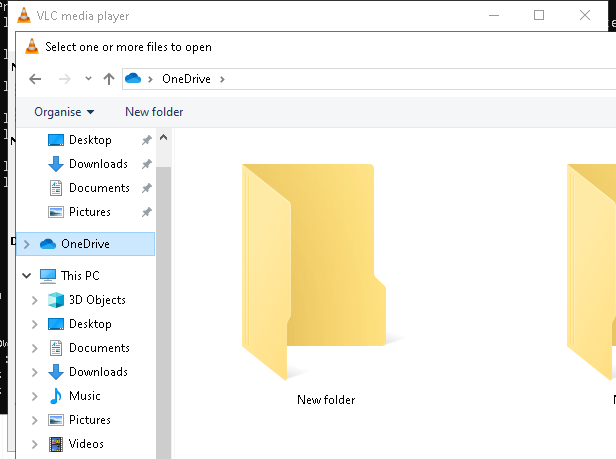 VLC media player
Select one or more files to open
OneDrive
Organise New folder
Desktop
Downloads
Documents
Pictures
OneDrive
This PC
3D Objects
Desktop
Documents
Downloads
Music
Pictures
Videos
New folder